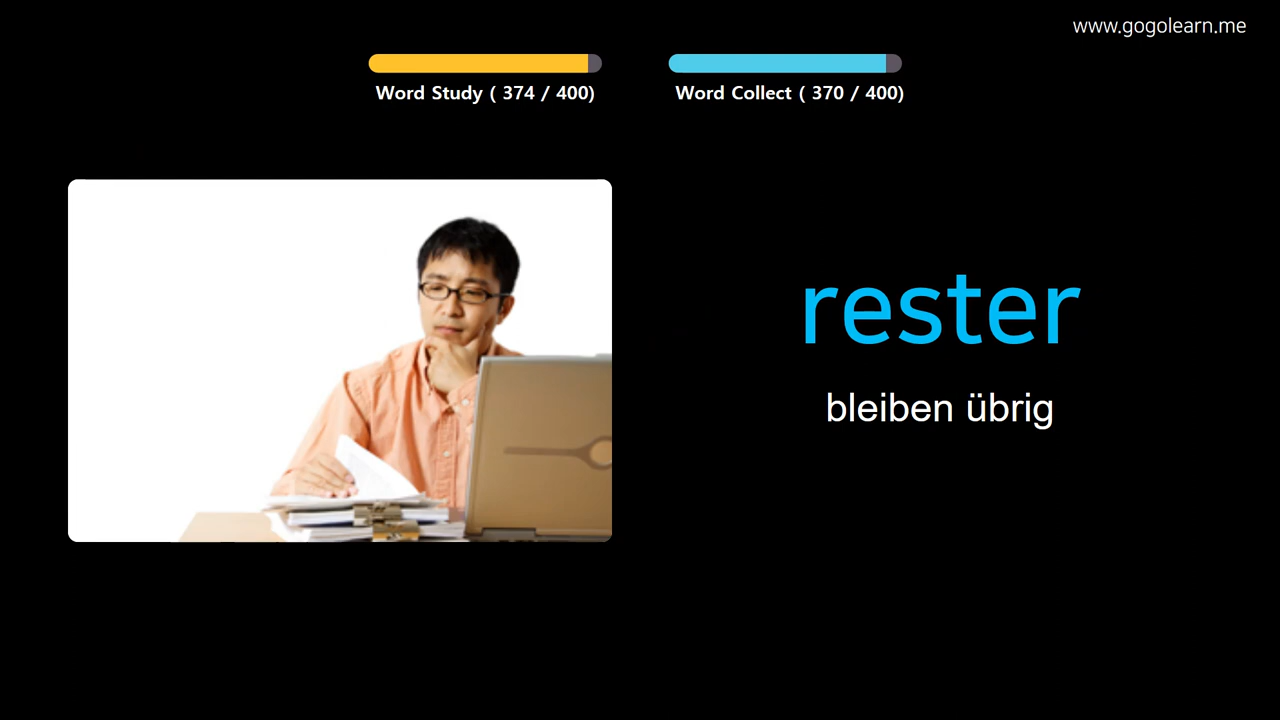 www.gogolearn.me
Word Study ( 374 / 400)
Word Collect ( 370 / 400)
rester
bleiben übrig